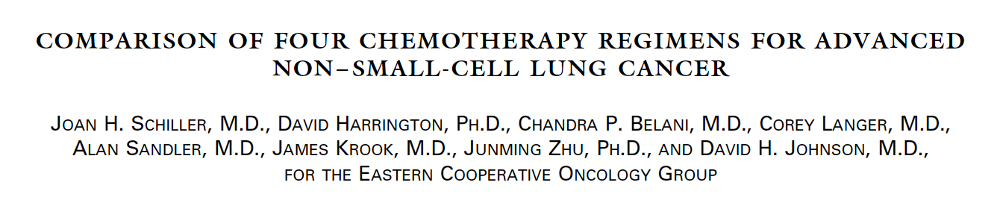 COMPARISON OF FOUR CHEMOTHERAPY REGIMENS FOR ADVANCED
NON–SMALL-CELL LUNG CANCER
JOAN H. SCHILLER, M.D., DAVID HARRINGTON, PH.D., CHANDRA P. BELANI, M.D., COREY LANGER, M.D.,
ALAN SANDLER, M.D., JAMES KROOK, M.D., JUNMING ZHU, PH.D., AND DAVID H. JOHNSON, M.D.,
FOR THE EASTERN COOPERATIVE ONCOLOGY GROUP